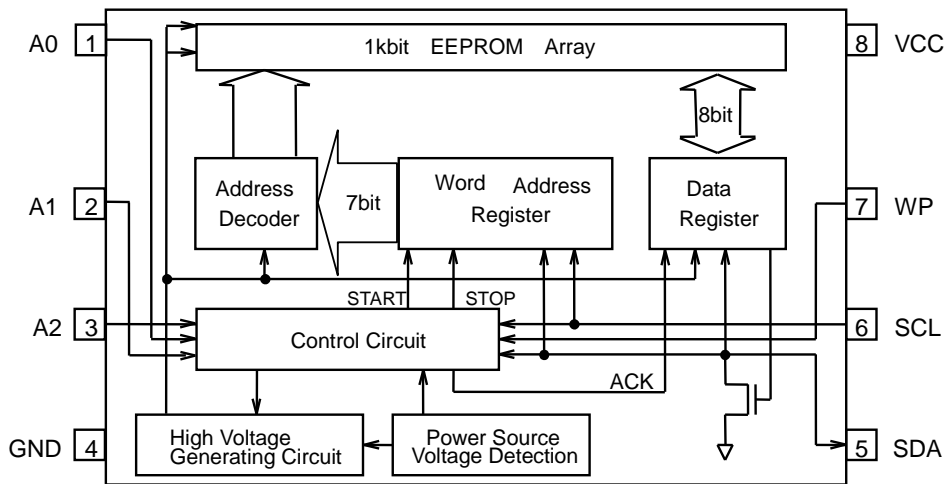 A0 1
1kbit EEPROM Array
8 VCC
8bit
A1 2
Address
Decoder
7bit
Word Address
Register
Data
Register
7 WP
START
STOP
A2 3
Control Circuit
6 SCL
ACK
GND 4
High Voltage
Generating Circuit
Power Source
Voltage Detection
5 SDA